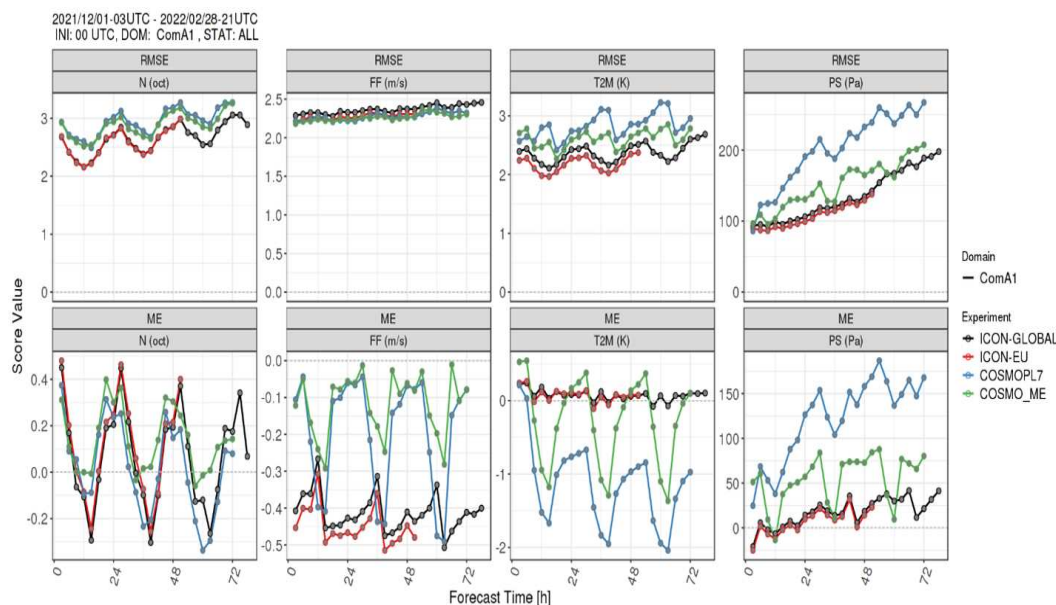 2021/12/01-03UTC - 2022/02/28-21UTC
INI: 00 UTC, DOM: ComA1 , STAT: ALL
RMSE RMSE RMSE RMSE
N (oct) FF (m/s) T2M (K) PS (Pa)
3 2 1 0
2.5 2.0 1.5 1.0 0.5 0.0
3 2 1 0
200 100 0
ME ME ME ME
N (oct) FF (m/s) T2M (K) PS (Pa)
0.4 0.2 0.0 -0.2
0.0 -0.1 -0.2 -0.3 -0.4 -0.5
0 -1 -2
150 100 50 0
0 24 48 72
0 24 48 72
0 24 48 72
0 24 48 72
Score Value
Forecast Time [h]
Domain
ComA1
Experiment
ICON-GLOBAL
ICON-EU
COSMOPL7
COSMO_ME